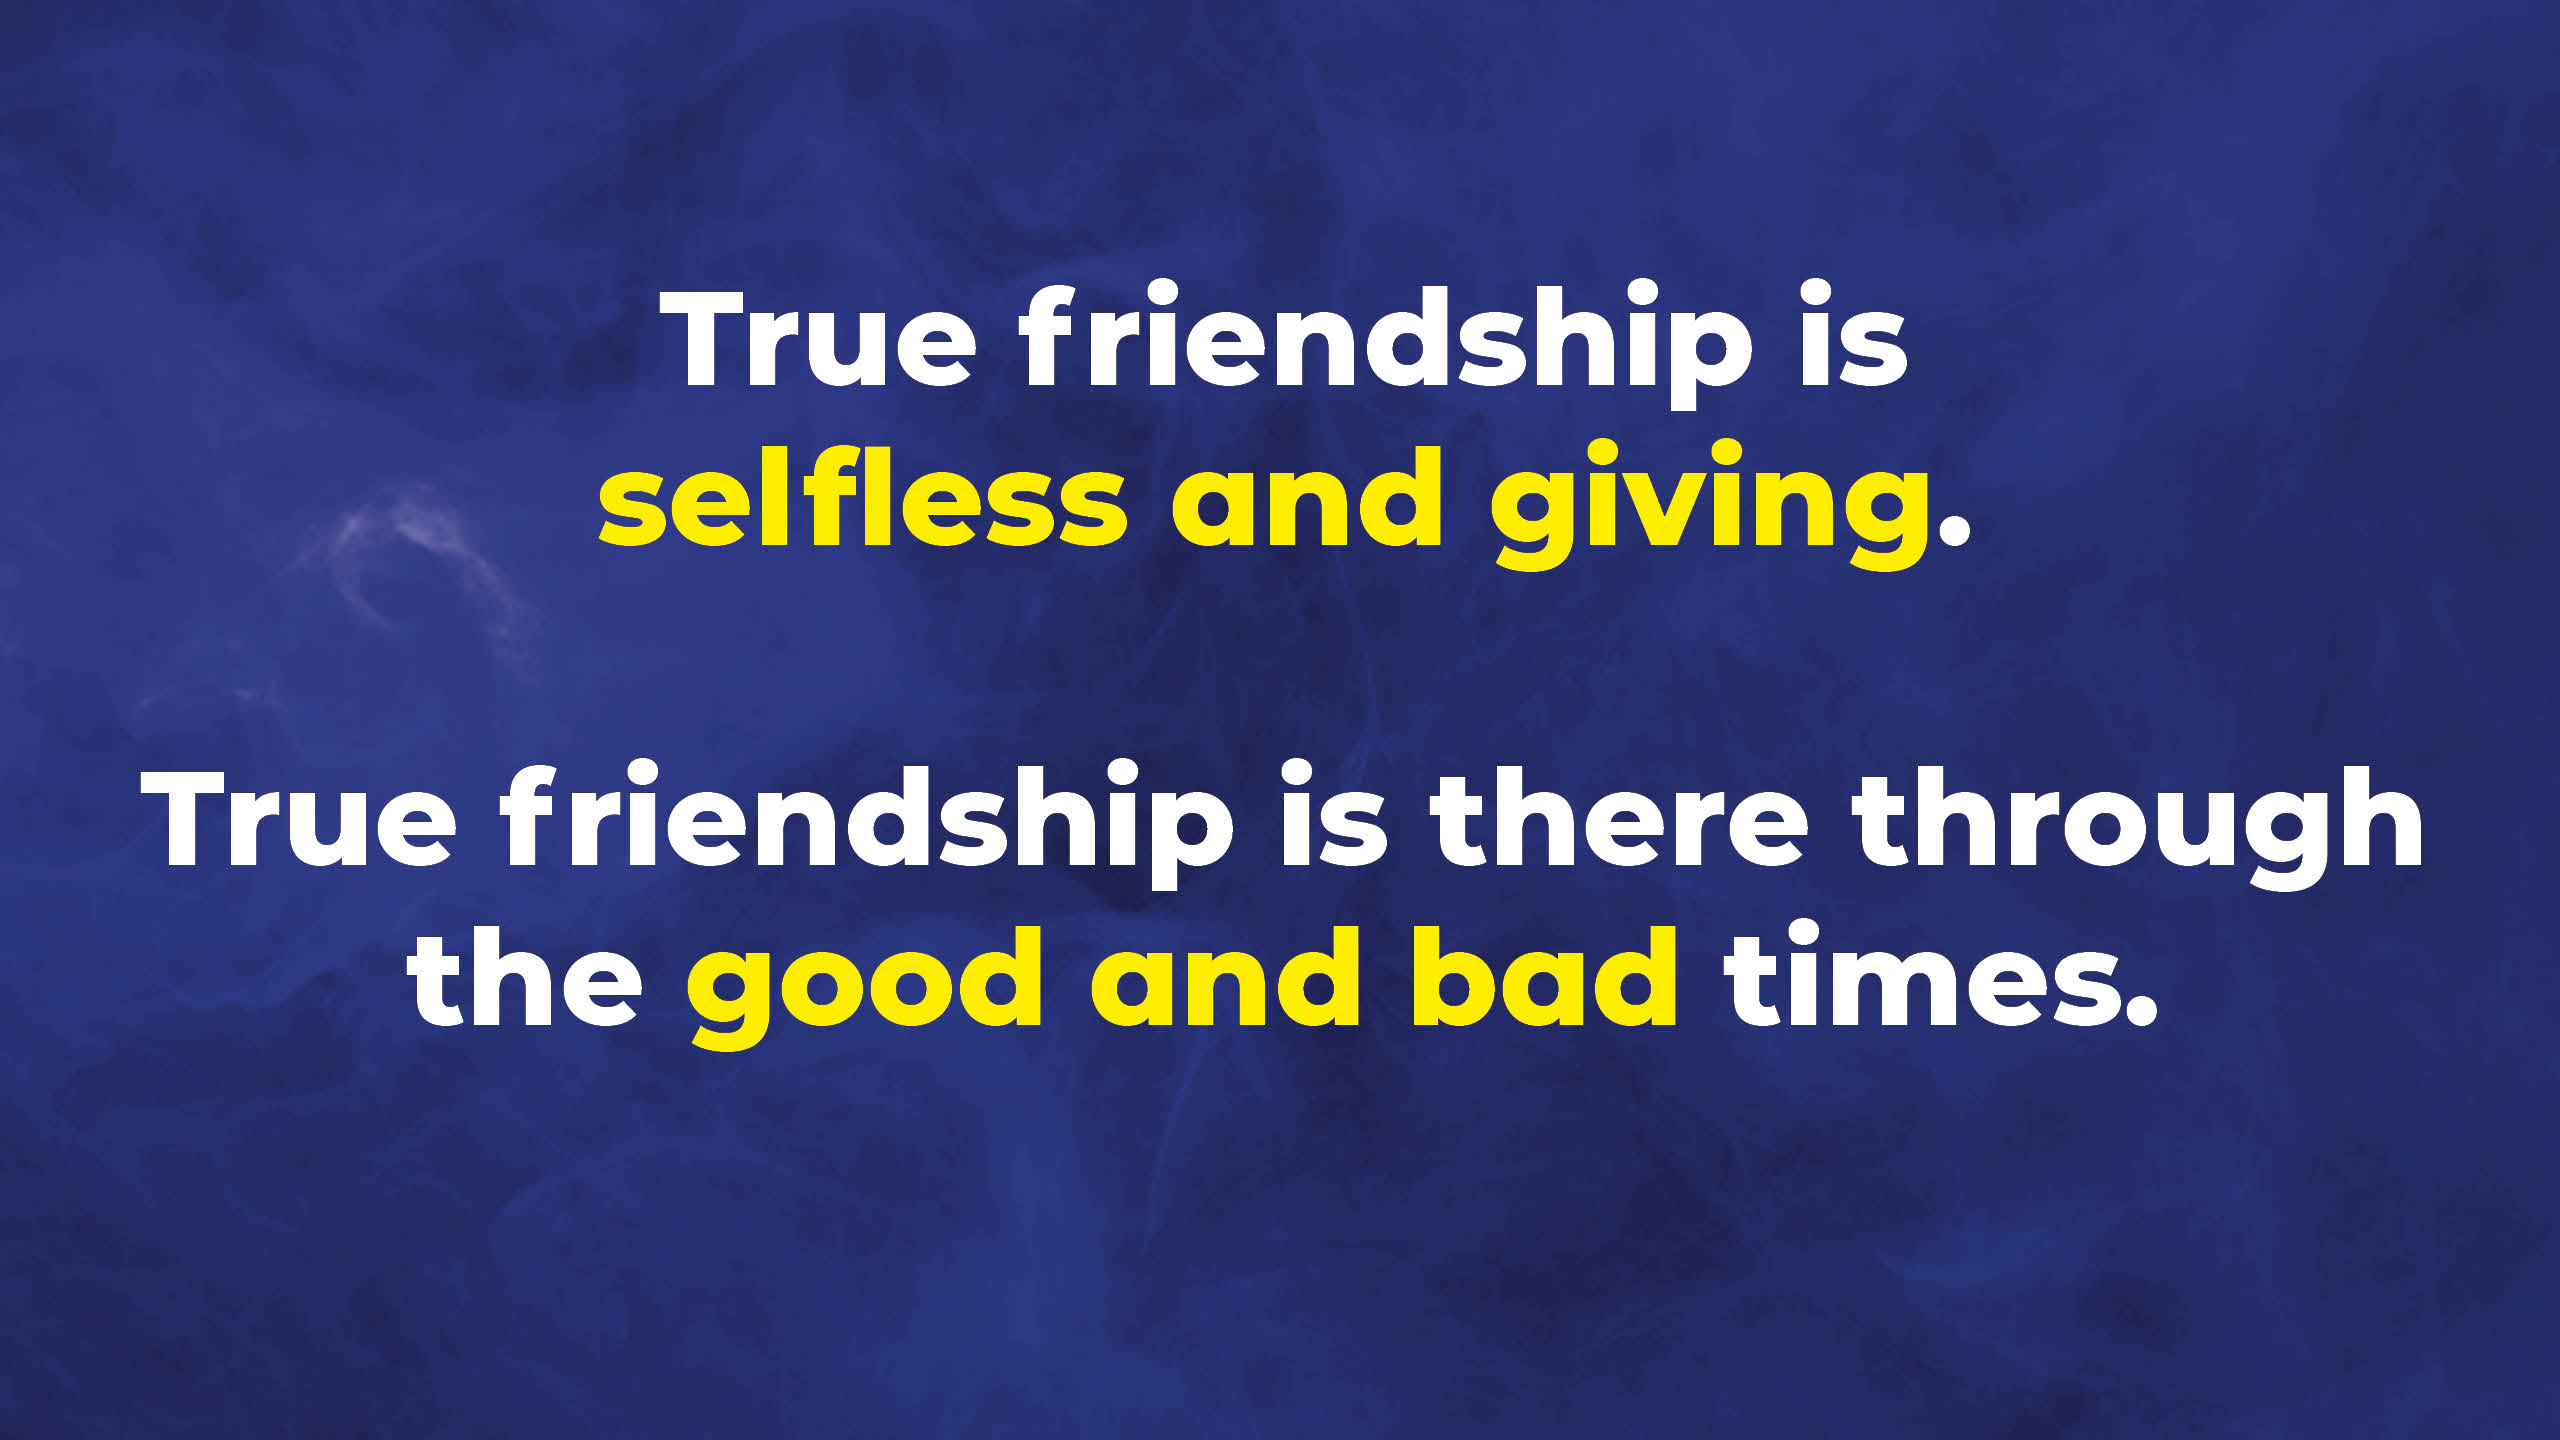 True friendship is
selfless and giving.
True friendship is there through
the good and bad times.